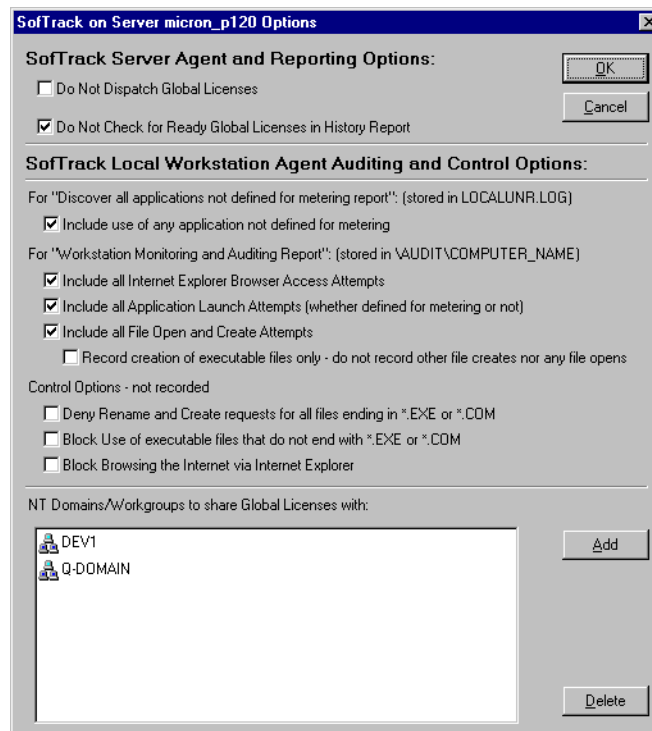 SofTrack on Server micron_p120 Options
SofTrack Server Agent and Reporting Options:
OK
Do Not Dispatch Global Licenses
Cancel
Do Not Check for Ready Global Licenses in History Report
SofTrack Local Workstation Agent Auditing and Control Options:
For "Discover all applications not defined for metering report": (stored in LOCALUNR.LOG)
Include use of any application not defined for metering
For "Workstation Monitoring and Auditing Report": (stored in \AUDIT\COMPUTER_NAME)
Include all Internet Explorer Browser Access Attempts
Include all Application Launch Attempts (whether defined for metering or not)
Include all File Open and Create Attempts
Record creation of executable files only - do not record other file creates nor any file opens
Control Options - not recorded
Deny Rename and Create requests for all files ending in *.EXE or *.COM
Block Use of executable files that do not end with *.EXE or *.COM
Block Browsing the Internet via Internet Explorer
NT Domains/Workgroups to share Global Licenses with:
DEV1
Add
Q-DOMAIN
Delete